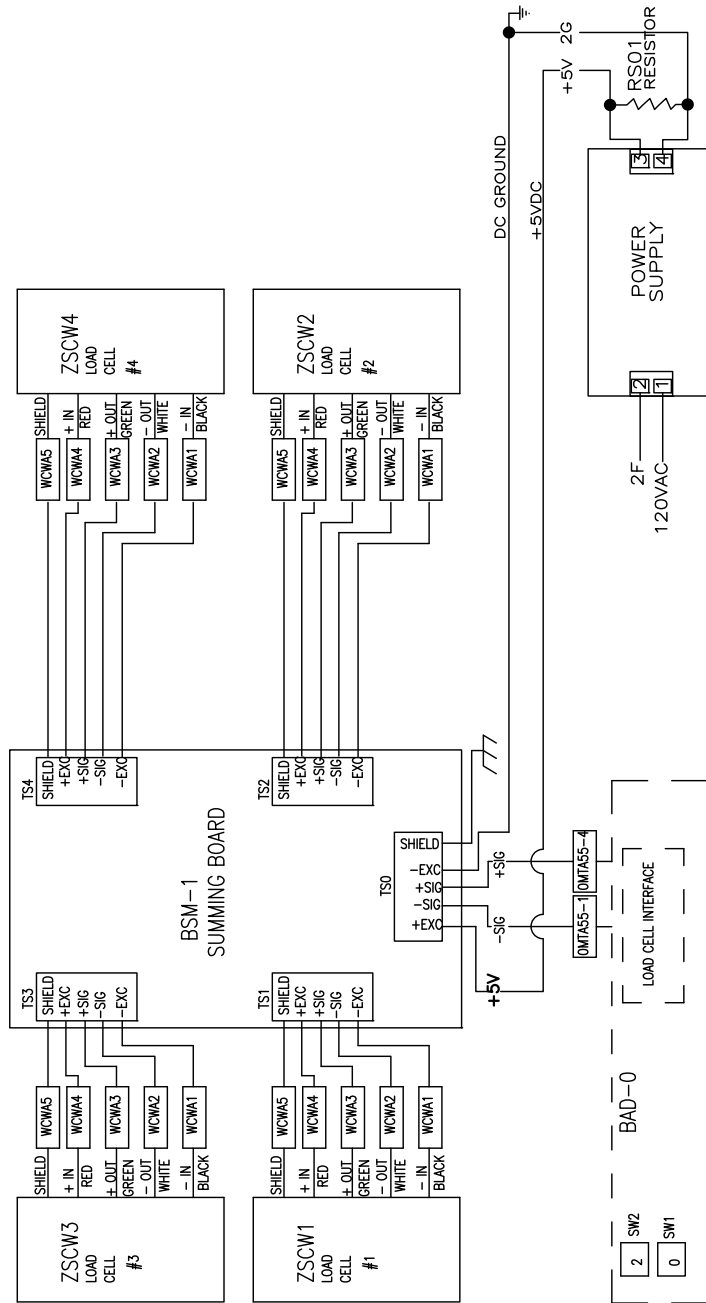 ZSCW4
LOAD
CELL
#4
SHIELD
+ IN
RED
+ OUT
GREEN
- OUT
WHITE
- IN
BLACK
WCWA5
WCWA4
WCWA3
WCWA2
WCWA1
ZSCW2
LOAD
CELL
#2
SHIELD
+ IN
RED
+ OUT
GREEN
- OUT
WHITE
- IN
BLACK
WCWA5
WCWA4
WCWA3
WCWA2
WCWA1
DC GROUND
+5VDC
2G
+5V
RS01
RESISTOR
3
4
POWER
SUPPLY
2
1
2F
120VAC
TS4
SHIELD
+EXC
+SIG
-SIG
-EXC
TS2
SHIELD
+EXC
+SIG
-SIG
-EXC
BSM-1
SUMMING BOARD
TS0
SHIELD
-EXC
+SIG
-SIG
+EXC
TS3
SHIELD
+EXC
+SIG
-SIG
-EXC
TS1
SHIELD
+EXC
+SIG
-SIG
-EXC
+5V
+SIG
-SIG
0MTA55-4
0MTA55-1
LOAD CELL INTERFACE
BAD-0
SW2
2
SW1
0
WCWA5
WCWA4
WCWA3
WCWA2
WCWA1
SHIELD
+ IN
RED
+ OUT
GREEN
- OUT
WHITE
- IN
BLACK
ZSCW3
LOAD
CELL
#3
WCWA5
WCWA4
WCWA3
WCWA2
WCWA1
SHIELD
+ IN
RED
+ OUT
GREEN
- OUT
WHITE
- IN
BLACK
ZSCW1
LOAD
CELL
#1